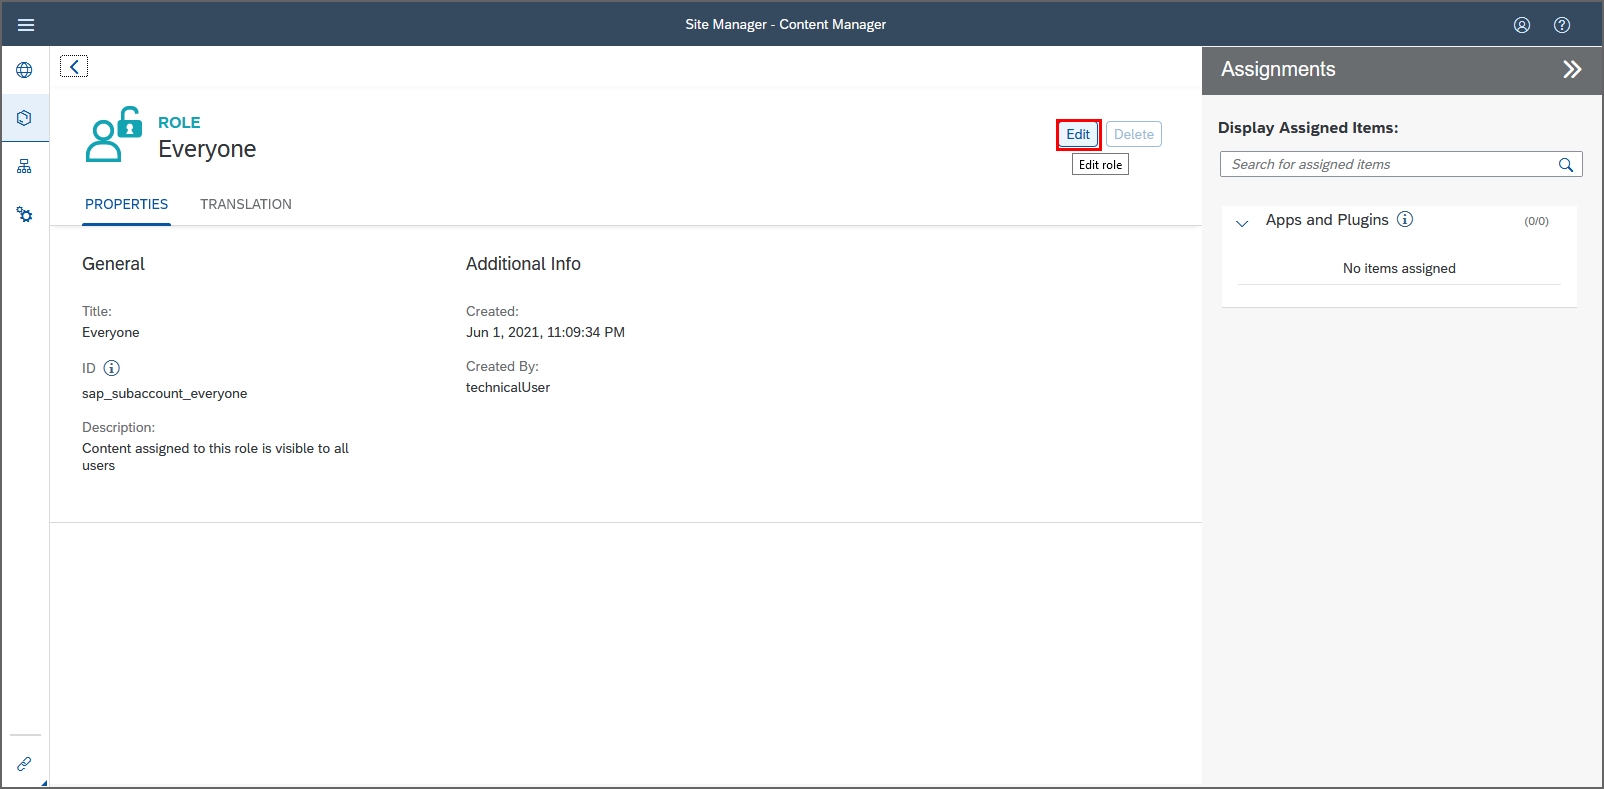 Site Manager - Content Manager
ROLE
Everyone
Edit
Delete
Edit role
PROPERTIES
TRANSLATION
General
Title:
Everyone
ID
sap_subaccount_everyone
Description:
Content assigned to this role is visible to all
users
Additional Info
Created:
Jun 1, 2021, 11:09:34 PM
Created By:
technicalUser
Assignments
Display Assigned Items:
Search for assigned items
Apps and Plugins
(0/0)
No items assigned